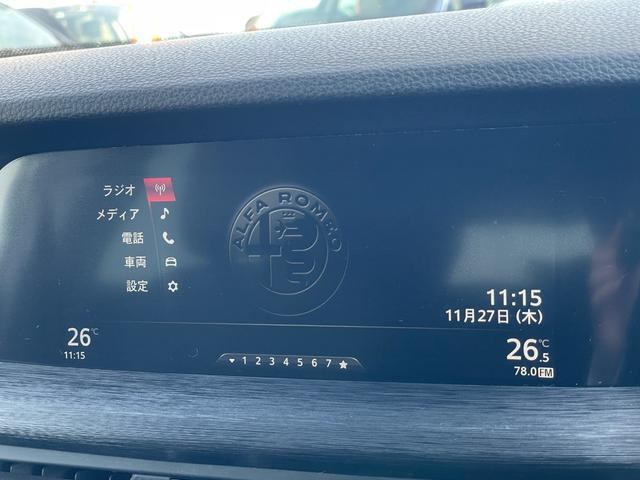 ラジオ
メディア
電話
車両
設定
ALFA ROMEO
11:15
11月27日 (木)
26°C
11:15
1 2 3 4 5 6 7
26.5°C
78.0 FM